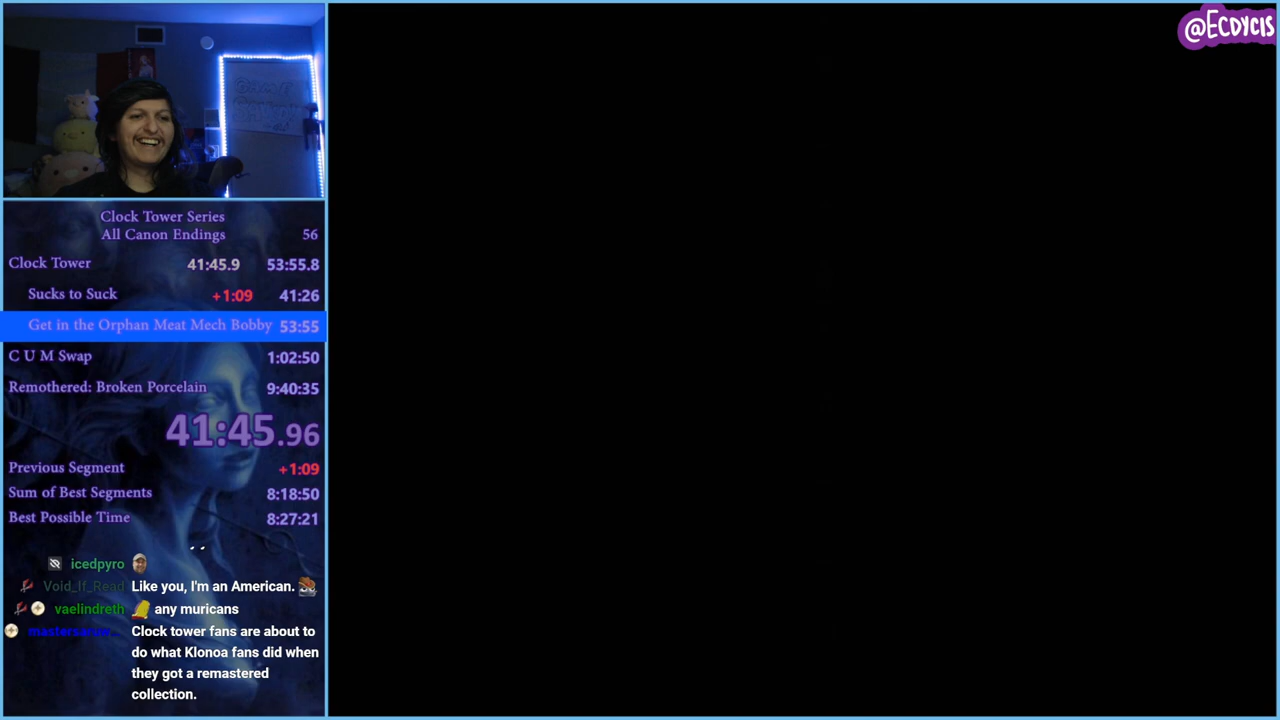 @ECDYCIS
Clock Tower Series
All Canon Endings 56
Clock Tower 41:45.9 53:55.8
Sucks to Suck +1:09 41:26
Get in the Orphan Meat Mech Bobby 53:55
C U M Swap 1:02:50
Remothered: Broken Porcelain 9:40:35
41:45.96
Previous Segment +1:09
Sum of Best Segments 8:18:50
Best Possible Time 8:27:21
icedpyro
Void_If_Read Like you, I'm an American.
vaelindreth any muricans
Clock tower fans are about to
do what Klonoa fans did when
they got a remastered
collection.